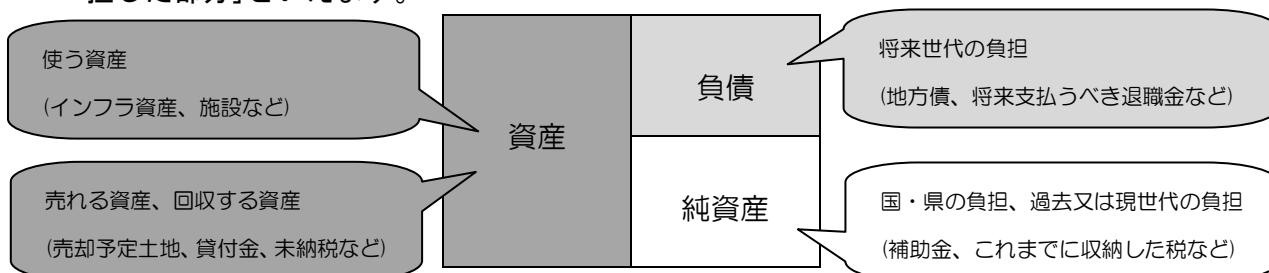 担した部分」といえます。
使う資産
(インフラ資産、施設など)
売れる資産、回収する資産
(売却予定土地、貸付金、未納税など)
資産
負債
純資産
将来世代の負担
(地方債、将来支払うべき退職金など)
国・県の負担、過去又は現世代の負担
(補助金、これまでに収納した税など)